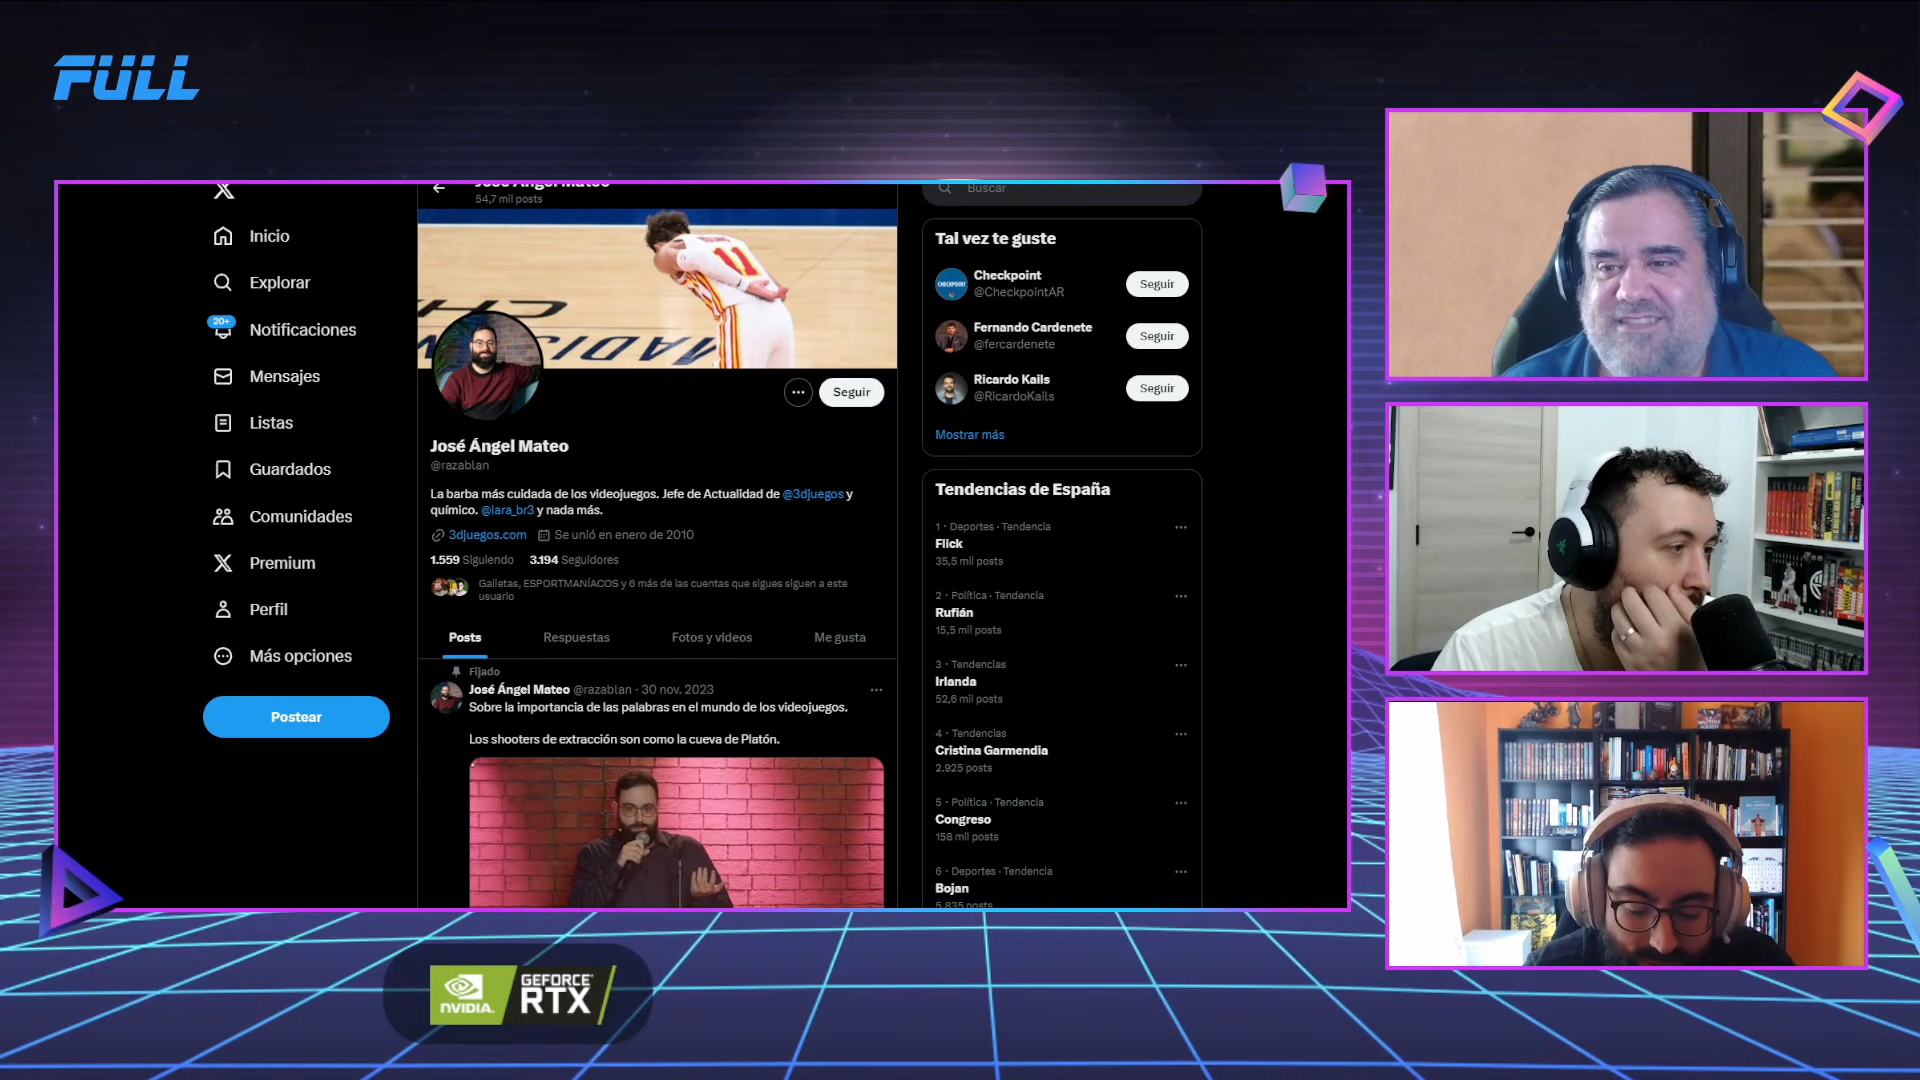 FULL
Inicio
Explorar
20+
Notificaciones
Mensajes
Listas
Guardados
Comunidades
Premium
Perfil
Más opciones
Postear
José Ángel Mateo
54,7 mil posts
11
Seguir
José Ángel Mateo
@razablan
La barba más cuidada de los videojuegos. Jefe de Actualidad de @3djuegos y
químico. @lara_br3 y nada más.
3djuegos.com Se unió en enero de 2010
1.559 Siguiendo 3.194 Seguidores
Galletas, ESPORTMANÍACOS y 6 más de las cuentas que sigues siguen a este
usuario
Posts Respuestas Fotos y videos Me gusta
Fijado
José Ángel Mateo @razablan · 30 nov. 2023
Sobre la importancia de las palabras en el mundo de los videojuegos.
Los shooters de extracción son como la cueva de Platón.
Buscar
Tal vez te guste
CHECKPOINT
Checkpoint
@CheckpointAR
Seguir
Fernando Cardenete
@fercardenete
Seguir
Ricardo Kails
@RicardoKails
Seguir
Mostrar más
Tendencias de España
1 · Deportes · Tendencia
Flick
35,5 mil posts
2 · Política · Tendencia
Rufián
15,5 mil posts
3 · Tendencias
Irlanda
52,6 mil posts
4 · Tendencias
Cristina Garmendia
2.925 posts
5 · Política · Tendencia
Congreso
158 mil posts
6 · Deportes · Tendencia
Bojan
5.835 posts
NVIDIA.
GEFORCE
RTX